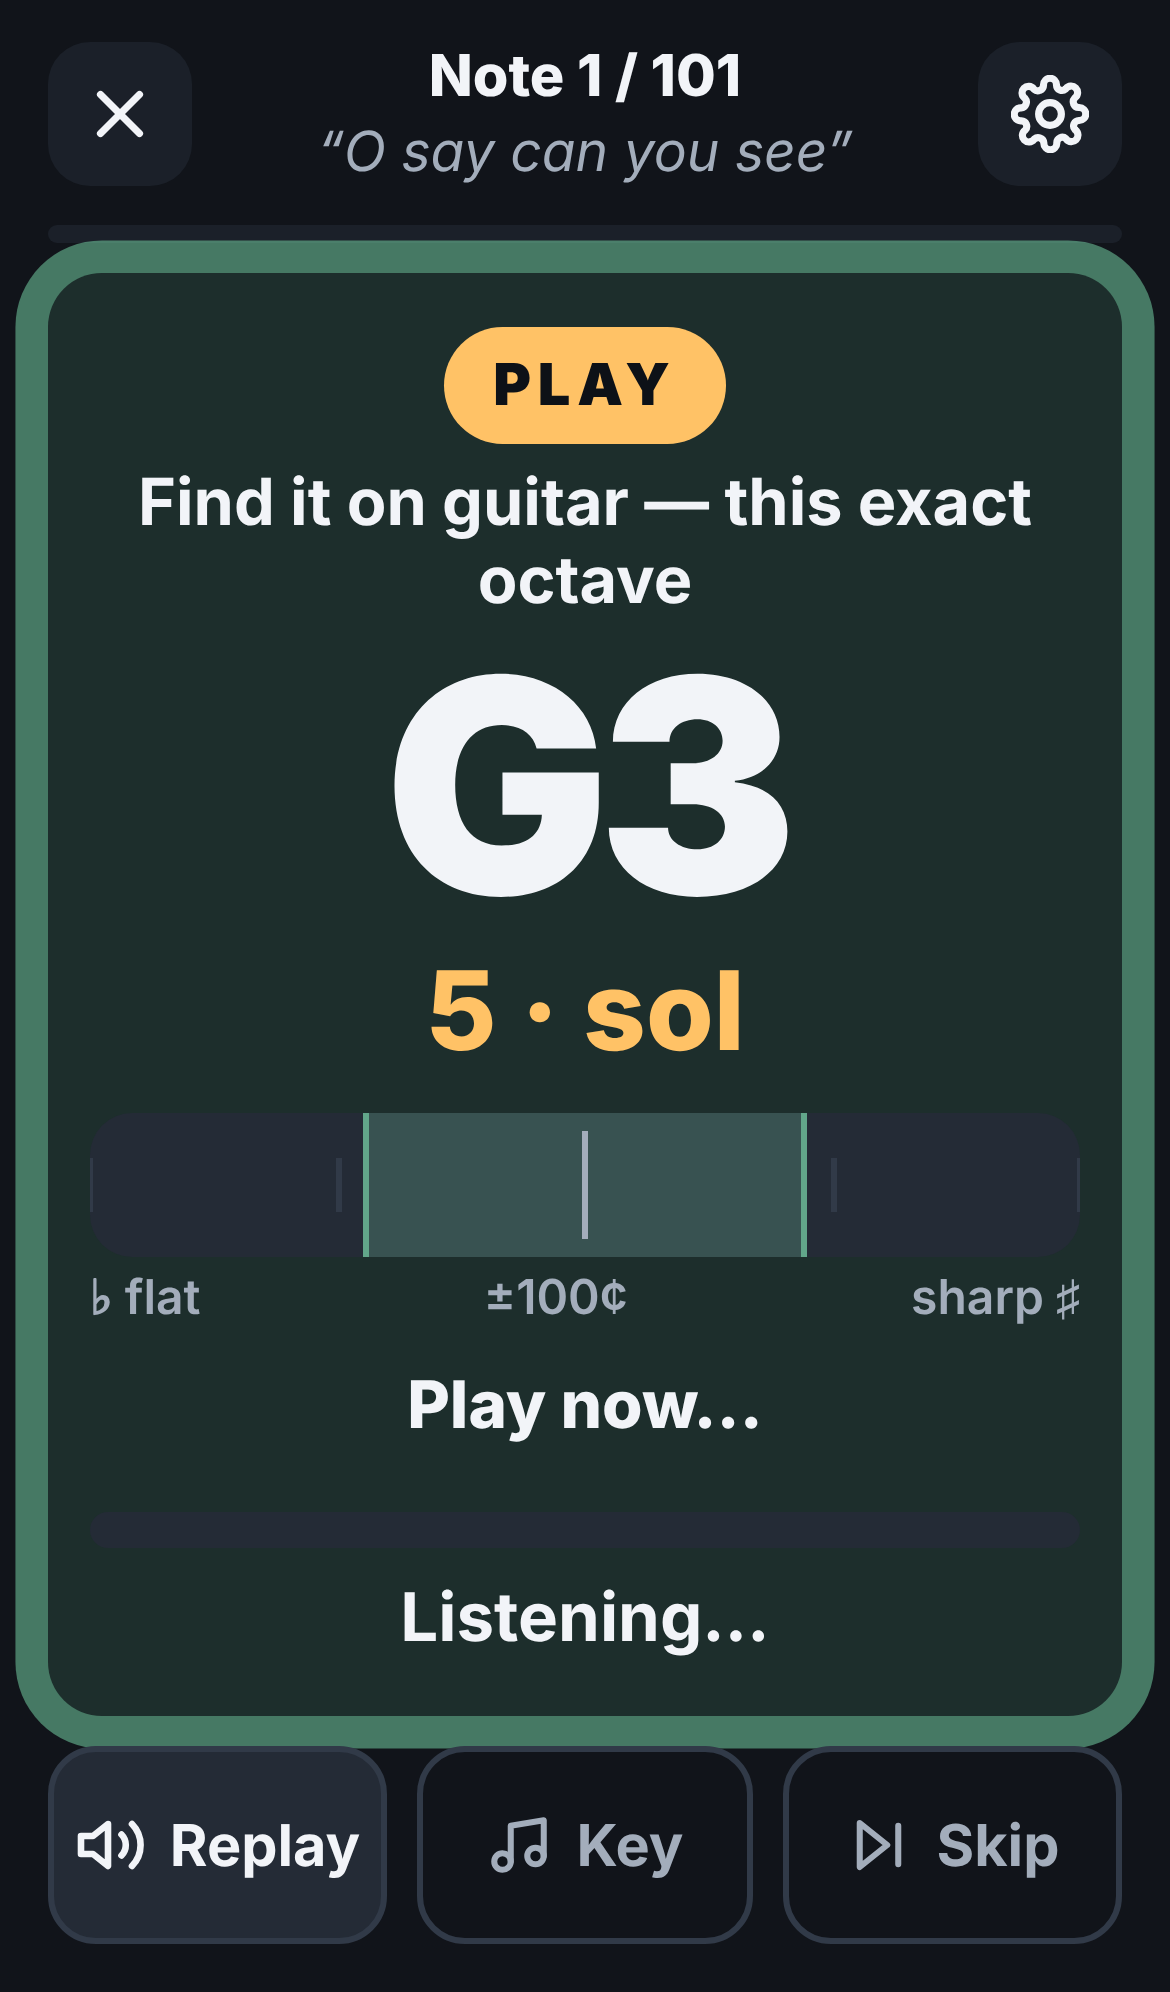 Note 1 / 101
“O say can you see”
PLAY
Find it on guitar — this exact
octave
G3
5 · sol
♭ flat ±100¢ sharp ♯
Play now...
Listening...
Replay Key Skip